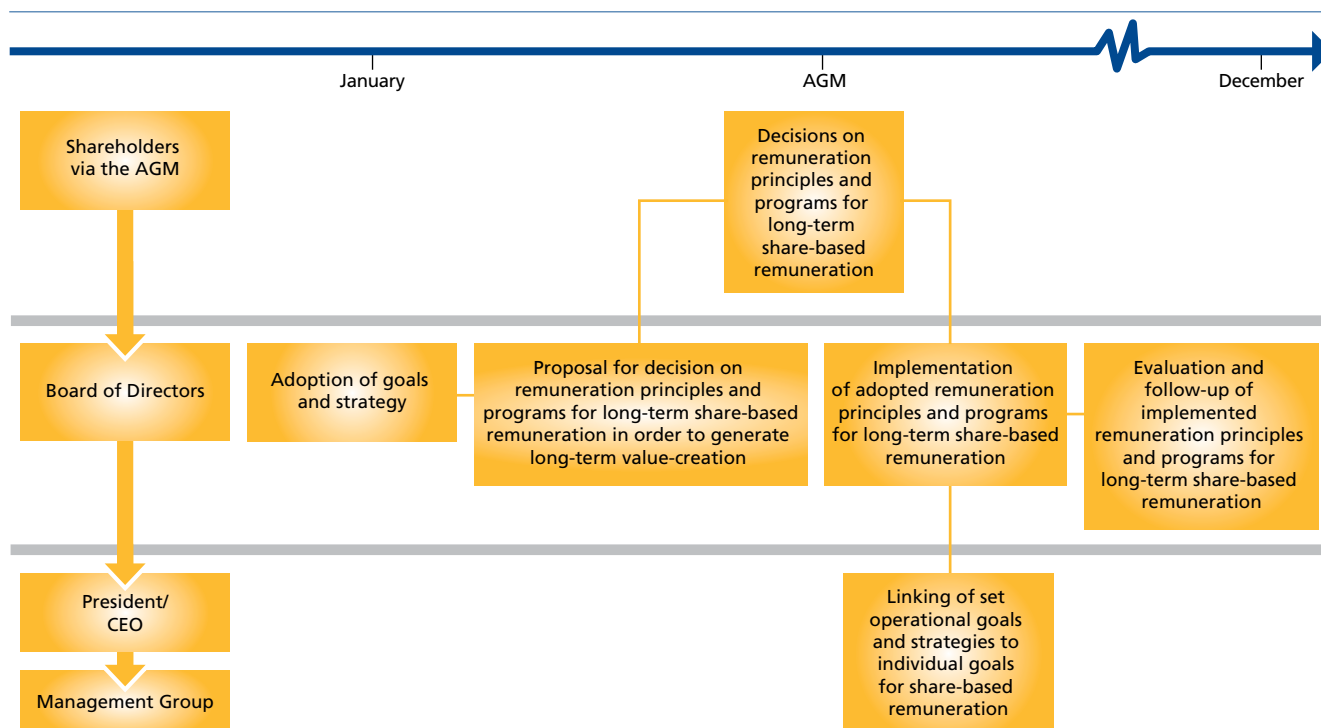 January
AGM
December
Shareholders
via the AGM
Decisions on
remuneration
principles and
programs for
long-term
share-based
remuneration
Board of Directors
Adoption of goals
and strategy
Proposal for decision on
remuneration principles and
programs for long-term share-based
remuneration in order to generate
long-term value-creation
Implementation
of adopted remuneration
principles and programs
for long-term share-based
remuneration
Evaluation and
follow-up of
implemented
remuneration principles
and programs for
long-term share-based
remuneration
President/
CEO
Management Group
Linking of set
operational goals
and strategies to
individual goals
for share-based
remuneration